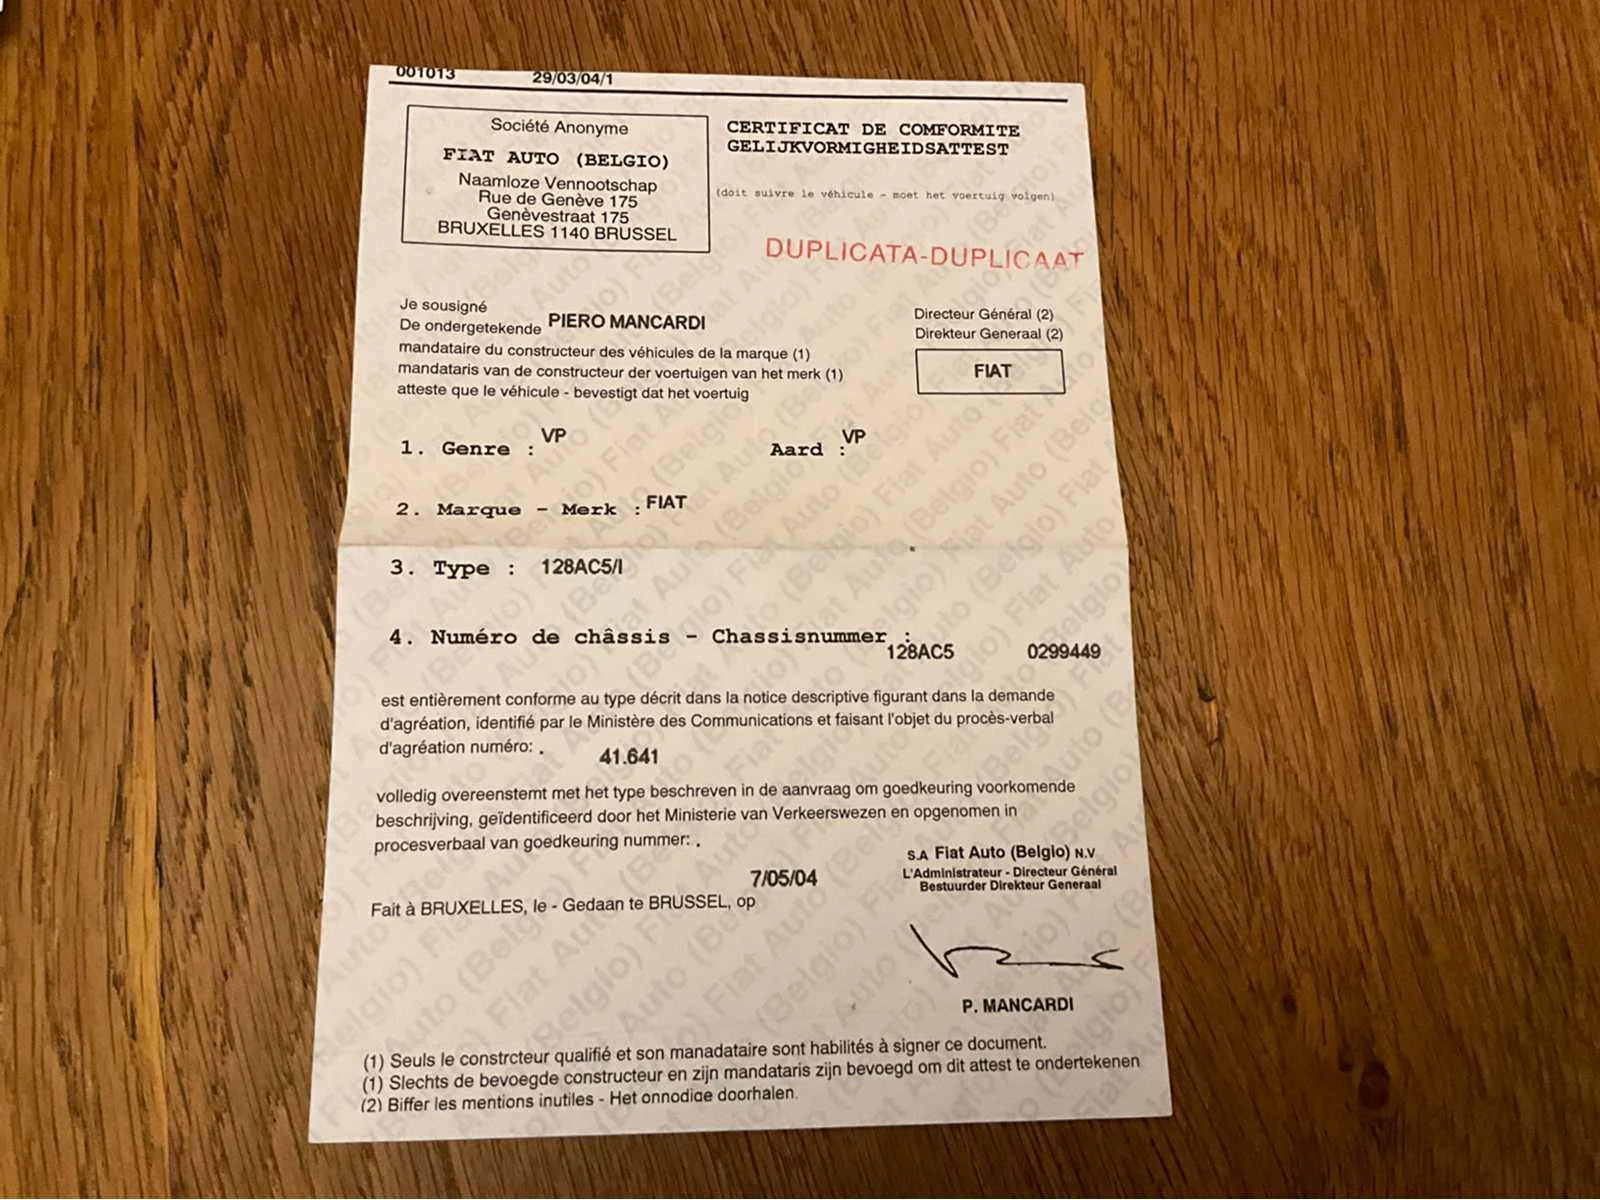 001013 29/03/04/1
Société Anonyme
FIAT AUTO (BELGIO)
Naamloze Vennootschap
Rue de Genève 175
Genèvestraat 175
BRUXELLES 1140 BRUSSEL
CERTIFICAT DE COMFORMITE
GELIJKVORMIGHEIDSATTEST
(doit suivre le véhicule - moet het voertuig volgen)
DUPLICATA-DUPLICAAT
Je sousigné
De ondergetekende PIERO MANCARDI
Directeur Général (2)
Direkteur Generaal (2)
mandataire du constructeur des véhicules de la marque (1)
mandataris van de constructeur der voertuigen van het merk (1)
FIAT
atteste que le véhicule - bevestigt dat het voertuig
1. Genre : VP Aard : VP
2. Marque - Merk : FIAT
3. Type : 128AC5/I
4. Numéro de châssis - Chassisnummer :
128AC5 0299449
est entièrement conforme au type décrit dans la notice descriptive figurant dans la demande
d'agréation, identifié par le Ministère des Communications et faisant l'objet du procès-verbal
d'agréation numéro: .
41.641
volledig overeenstemt met het type beschreven in de aanvraag om goedkeuring voorkomende
beschrijving, geïdentificeerd door het Ministerie van Verkeerswezen en opgenomen in
procesverbaal van goedkeuring nummer: .
S.A Fiat Auto (Belgio) N.V
L'Administrateur - Directeur Général
Bestuurder Direkteur Generaal
7/05/04
Fait à BRUXELLES, le - Gedaan te BRUSSEL, op
P. MANCARDI
(1) Seuls le constrcteur qualifié et son manadataire sont habilités à signer ce document.
(1) Slechts de bevoegde constructeur en zijn mandataris zijn bevoegd om dit attest te ondertekenen
(2) Biffer les mentions inutiles - Het onnodige doorhalen.